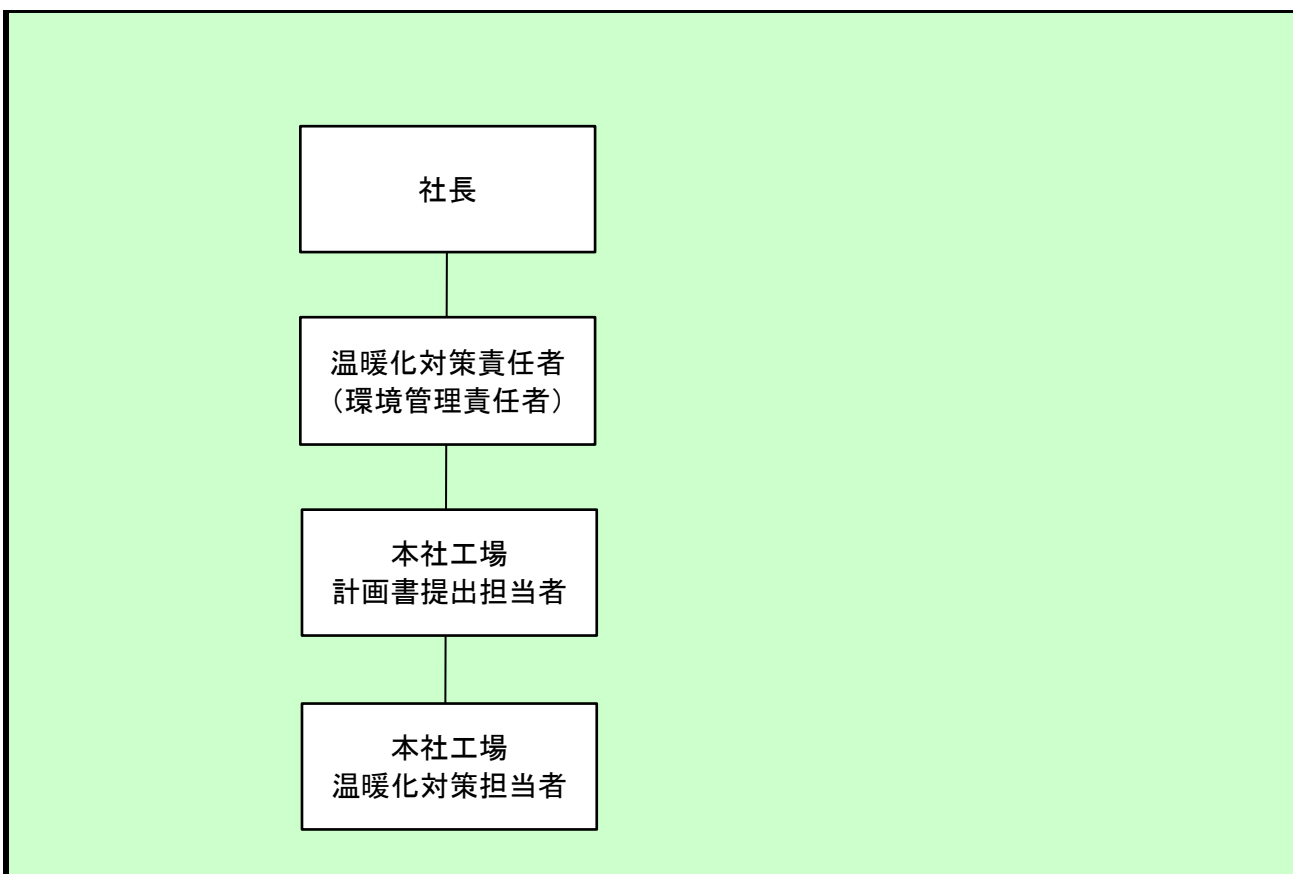 社長
温暖化対策責任者
（環境管理責任者）
本社工場
計画書提出担当者
本社工場
温暖化対策担当者